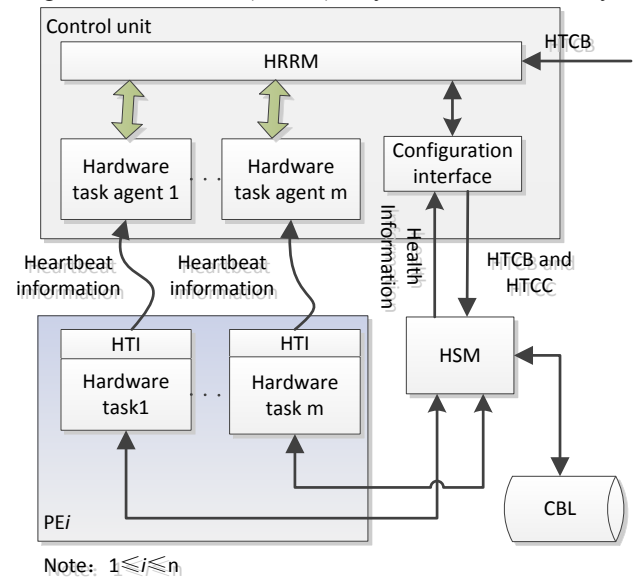 Control unit
HTCB
HRRM
Hardware
task agent 1
. . .
Hardware
task agent m
Configuration
interface
Heartbeat
information
Heartbeat
information
Health
Information
HTCB and
HTCC
HTI
Hardware
task1
. . .
HTI
Hardware
task m
HSM
PEi
CBL
Note: 1≤i≤n